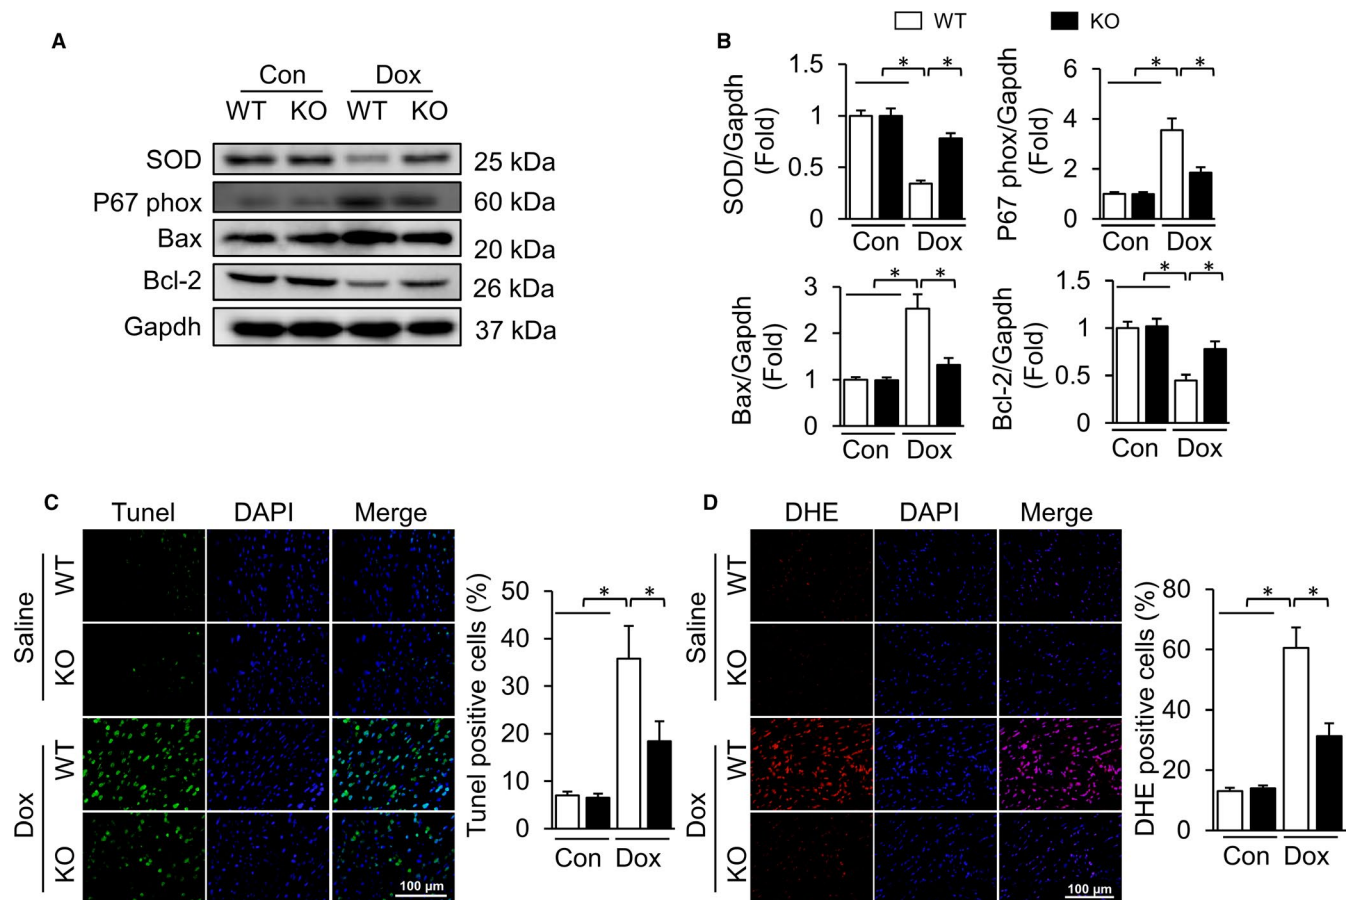 A
Con Dox
WT KO WT KO
SOD 25 kDa
P67 phox 60 kDa
Bax 20 kDa
Bcl-2 26 kDa
Gapdh 37 kDa
WT KO
B
SOD/Gapdh
(Fold)
1.5
1
0.5
0
* *
Con Dox
P67 phox/Gapdh
(Fold)
6
4
2
0
* *
Con Dox
Bax/Gapdh
(Fold)
3
2
1
0
* *
Con Dox
Bcl-2/Gapdh
(Fold)
1.5
1
0.5
0
* *
Con Dox
C
Tunel DAPI Merge
Saline
WT
KO
Dox
WT
KO
100 μm
Tunel positive cells (%)
50
40
30
20
10
0
* *
Con Dox
D
DHE DAPI Merge
Saline
WT
KO
Dox
WT
KO
100 μm
DHE positive cells (%)
80
60
40
20
0
* *
Con Dox